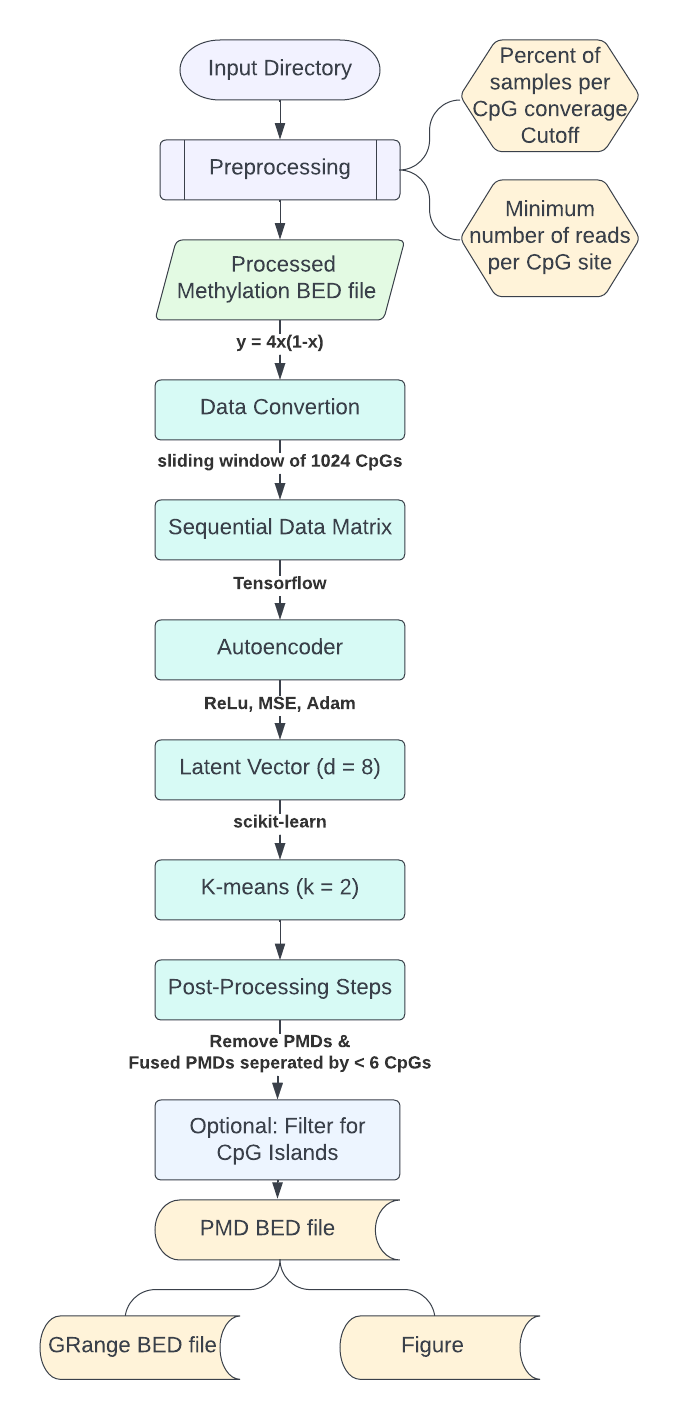 Input Directory
Percent of
samples per
CpG converage
Cutoff
Preprocessing
Minimum
number of reads
per CpG site
Processed
Methylation BED file
y = 4x(1-x)
Data Convertion
sliding window of 1024 CpGs
Sequential Data Matrix
Tensorflow
Autoencoder
ReLu, MSE, Adam
Latent Vector (d = 8)
scikit-learn
K-means (k = 2)
Post-Processing Steps
Remove PMDs &
Fused PMDs seperated by < 6 CpGs
Optional: Filter for
CpG Islands
PMD BED file
GRange BED file
Figure